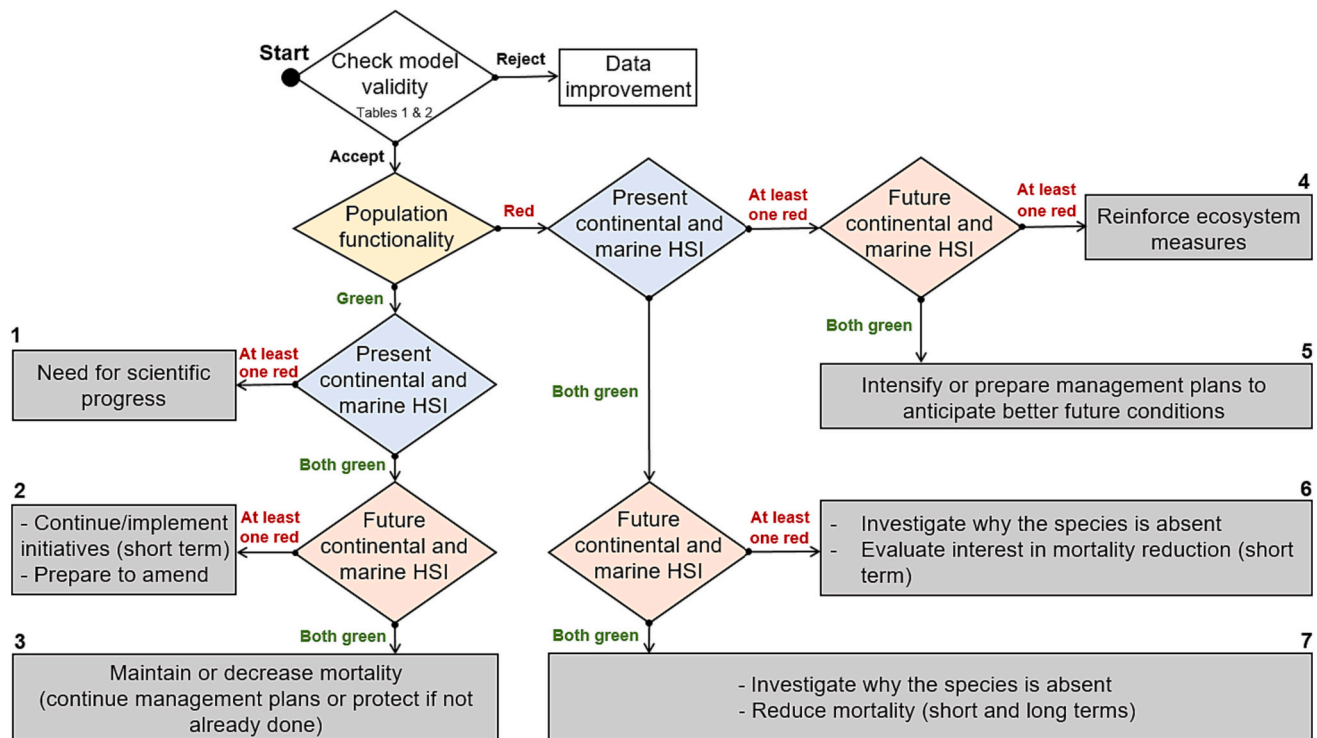 Start
Check model
validity
Tables 1 & 2
Reject
Data
improvement
Accept
Population
functionality
Red
Present
continental and
marine HSI
At least
one red
Future
continental and
marine HSI
At least
one red
4
Reinforce ecosystem
measures
Green
Both green
5
Intensify or prepare management plans to
anticipate better future conditions
1
Need for scientific
progress
At least
one red
Present
continental and
marine HSI
Both green
Both green
2
- Continue/implement
initiatives (short term)
- Prepare to amend
At least
one red
Future
continental and
marine HSI
Future
continental and
marine HSI
At least
one red
6
- Investigate why the species is absent
- Evaluate interest in mortality reduction (short
term)
Both green
Both green
3
Maintain or decrease mortality
(continue management plans or protect if not
already done)
7
- Investigate why the species is absent
- Reduce mortality (short and long terms)